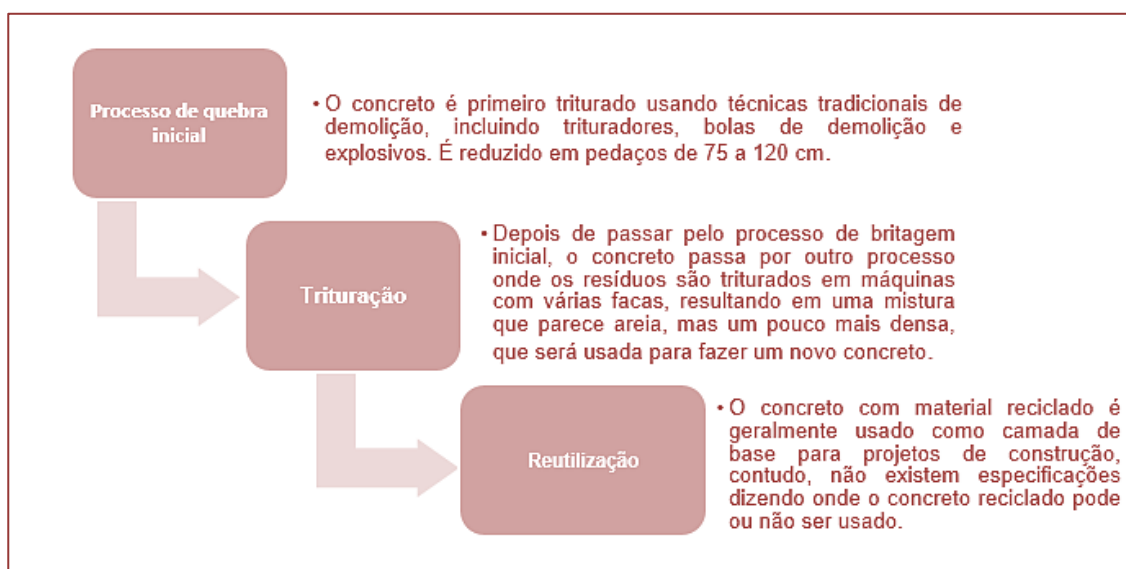 Processo de quebra
inicial
• O concreto é primeiro triturado usando técnicas tradicionais de
demolição, incluindo trituradores, bolas de demolição e
explosivos. É reduzido em pedaços de 75 a 120 cm.
Trituração
• Depois de passar pelo processo de britagem
inicial, o concreto passa por outro processo
onde os resíduos são triturados em máquinas
com várias facas, resultando em uma mistura
que parece areia, mas um pouco mais densa,
que será usada para fazer um novo concreto.
Reutilização
• O concreto com material reciclado é
geralmente usado como camada de
base para projetos de construção,
contudo, não existem especificações
dizendo onde o concreto reciclado pode
ou não ser usado.